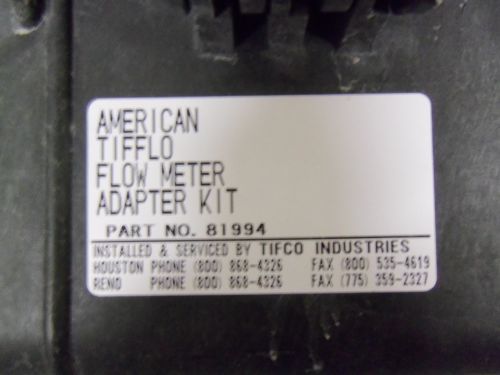 AMERICAN
TIFFLO
FLOW METER
ADAPTER KIT
PART NO. 81994
INSTALLED & SERVICED BY TIFCO INDUSTRIES
HOUSTON PHONE (800) 868-4326 FAX (800) 535-4619
RENO PHONE (800) 868-4326 FAX (775) 359-2327